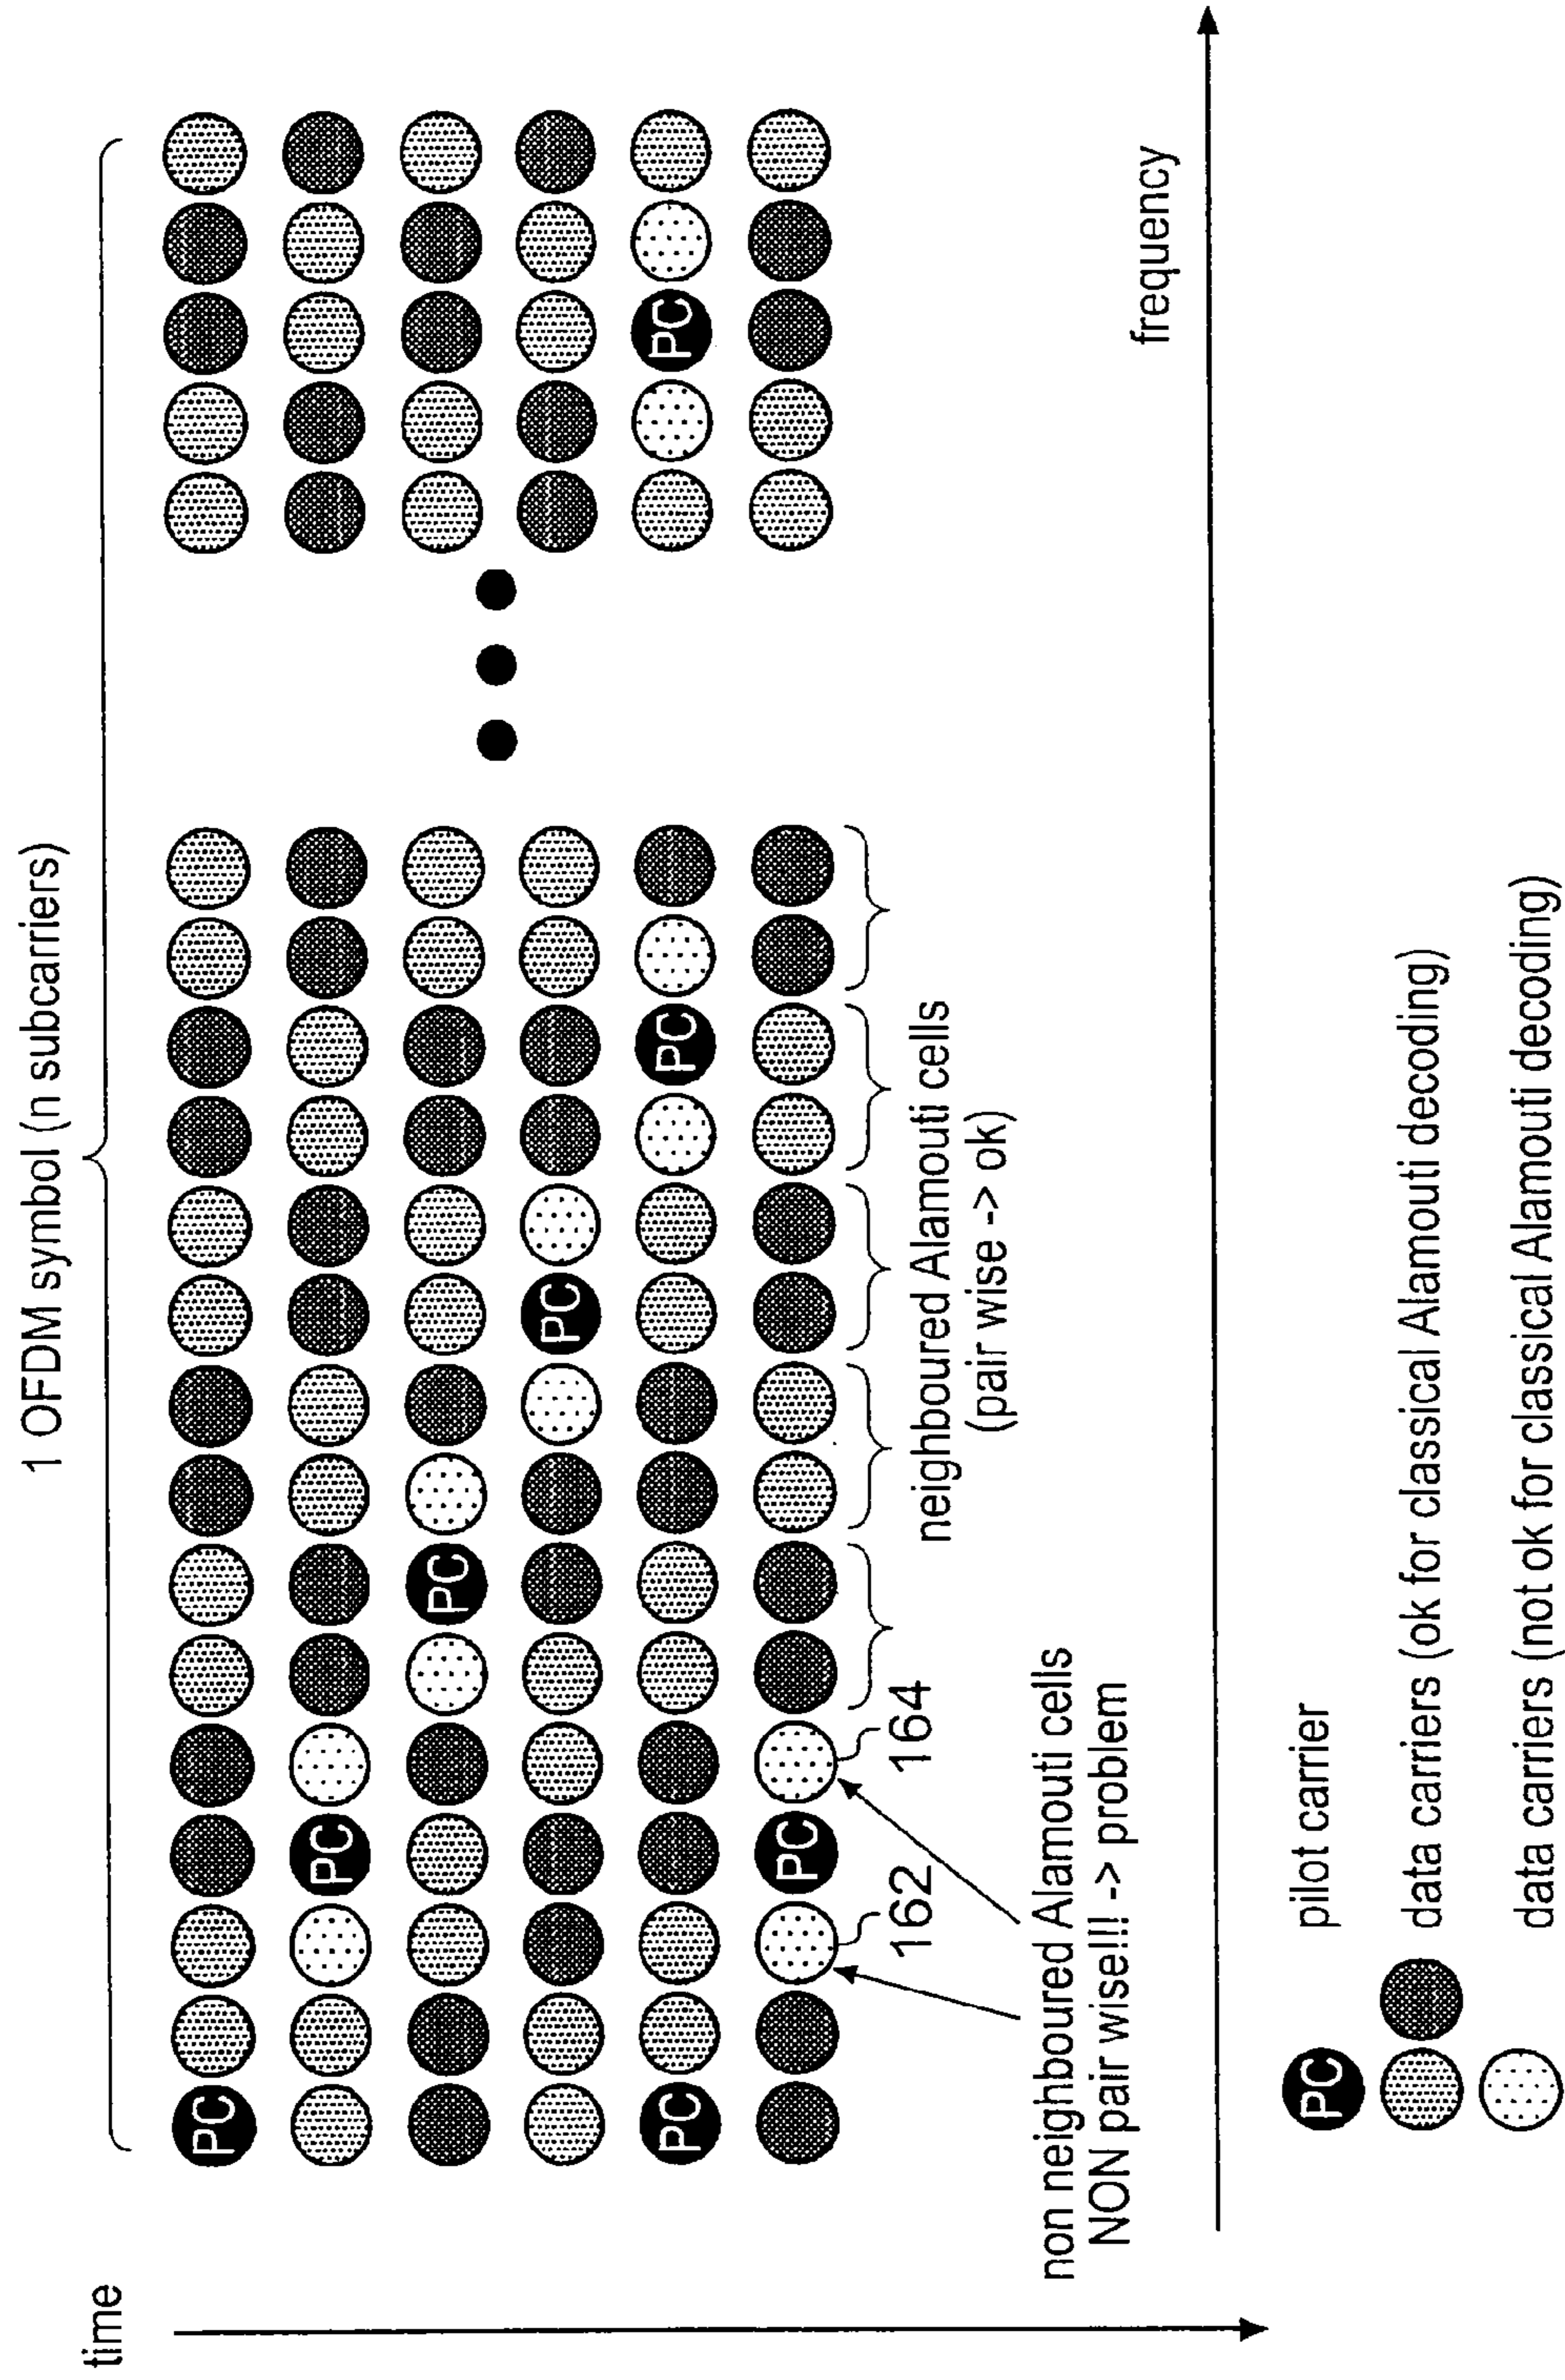 1 OFDM symbol (n subcarriers)
time
PC
PC
PC
PC
PC
PC
PC
PC
162
164
neighboured Alamouti cells
(pair wise -> ok)
non neighboured Alamouti cells
NON pair wise!!! -> problem
frequency
PC
pilot carrier
data carriers (ok for classical Alamouti decoding)
data carriers (not ok for classical Alamouti decoding)